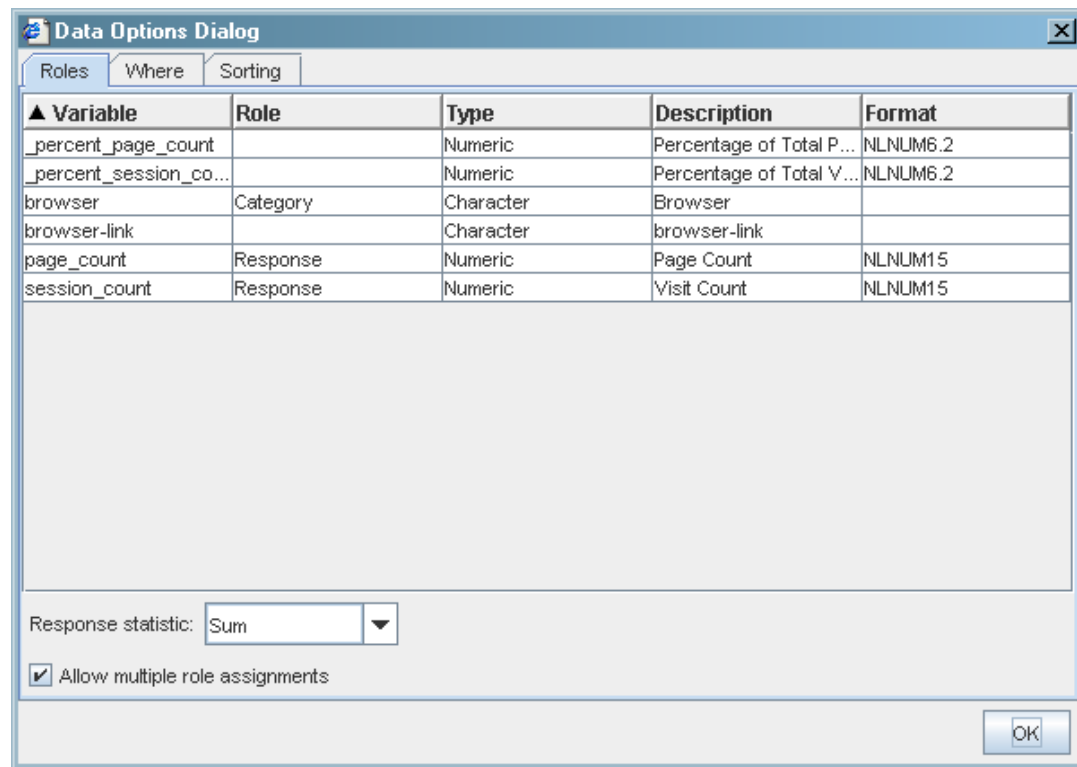 Data Options Dialog
Roles Where Sorting
▲ Variable Role Type Description Format
_percent_page_count Numeric Percentage of Total P... NLNUM6.2
_percent_session_co... Numeric Percentage of Total V... NLNUM6.2
browser Category Character Browser
browser-link Character browser-link
page_count Response Numeric Page Count NLNUM15
session_count Response Numeric Visit Count NLNUM15
Response statistic: Sum
Allow multiple role assignments
OK